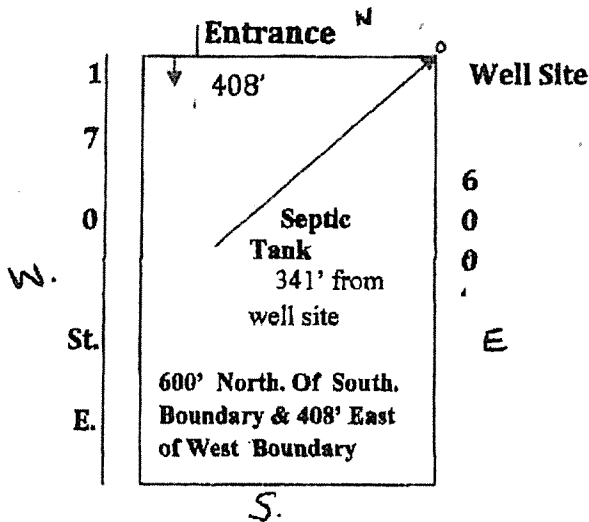 Entrance N
408'
Well Site
1
7
0
St.
E.
W.
Septic
Tank
341' from
well site
6
0
0
'
E
600' North. Of South.
Boundary & 408' East
of West Boundary
S.